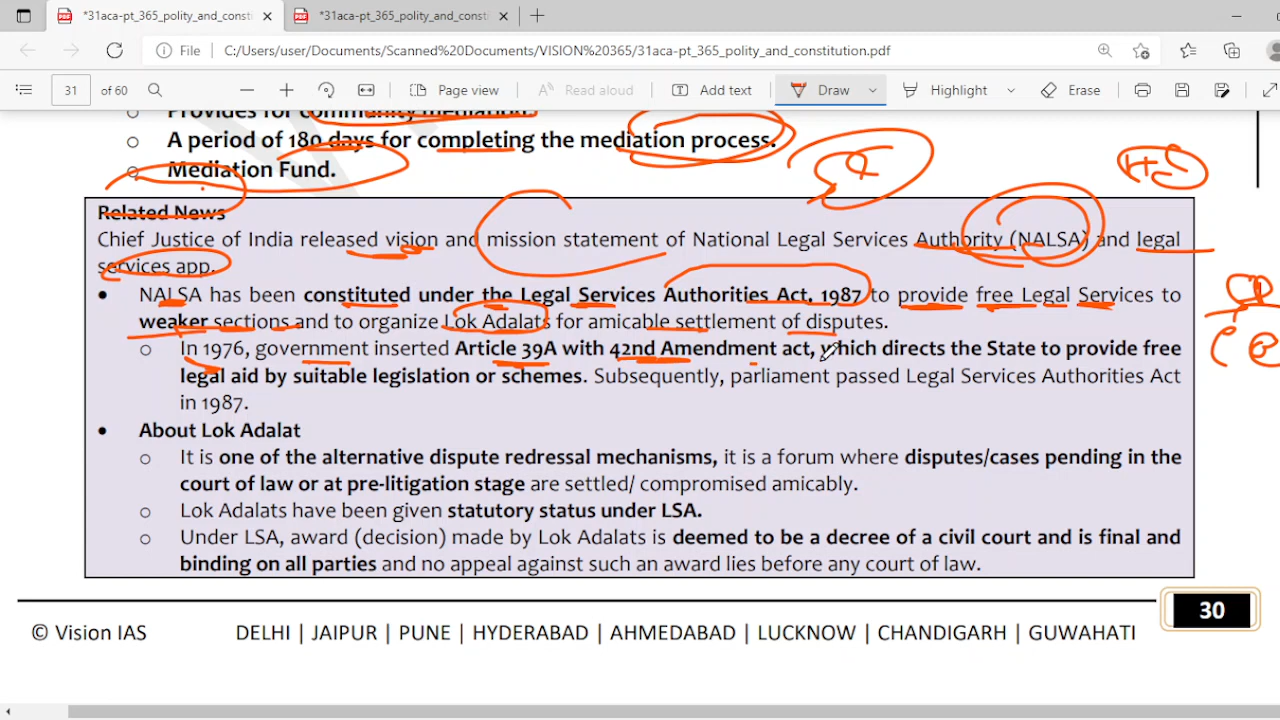 *31aca-pt_365_polity_and_consti
*31aca-pt_365_polity_and_consti
File
C:/Users/user/Documents/Scanned%20Documents/VISION%20365/31aca-pt_365_polity_and_constitution.pdf
31 of 60
Page view
Read aloud
Add text
Draw
Highlight
Erase
o Provides for community mediation.
o A period of 180 days for completing the mediation process.
o Mediation Fund.
Related News
Chief Justice of India released vision and mission statement of National Legal Services Authority (NALSA) and legal
services app.
• NALSA has been constituted under the Legal Services Authorities Act, 1987 to provide free Legal Services to
weaker sections and to organize Lok Adalats for amicable settlement of disputes.
o In 1976, government inserted Article 39A with 42nd Amendment act, which directs the State to provide free
legal aid by suitable legislation or schemes. Subsequently, parliament passed Legal Services Authorities Act
in 1987.
• About Lok Adalat
o It is one of the alternative dispute redressal mechanisms, it is a forum where disputes/cases pending in the
court of law or at pre-litigation stage are settled/ compromised amicably.
o Lok Adalats have been given statutory status under LSA.
o Under LSA, award (decision) made by Lok Adalats is deemed to be a decree of a civil court and is final and
binding on all parties and no appeal against such an award lies before any court of law.
30
© Vision IAS
DELHI | JAIPUR | PUNE | HYDERABAD | AHMEDABAD | LUCKNOW | CHANDIGARH | GUWAHATI